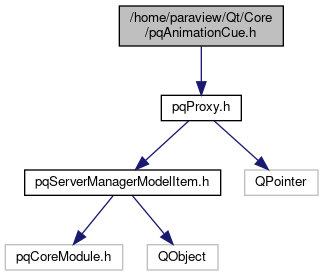 /home/paraview/Qt/Core
/pqAnimationCue.h
pqProxy.h
pqServerManagerModelItem.h
QPointer
pqCoreModule.h
QObject